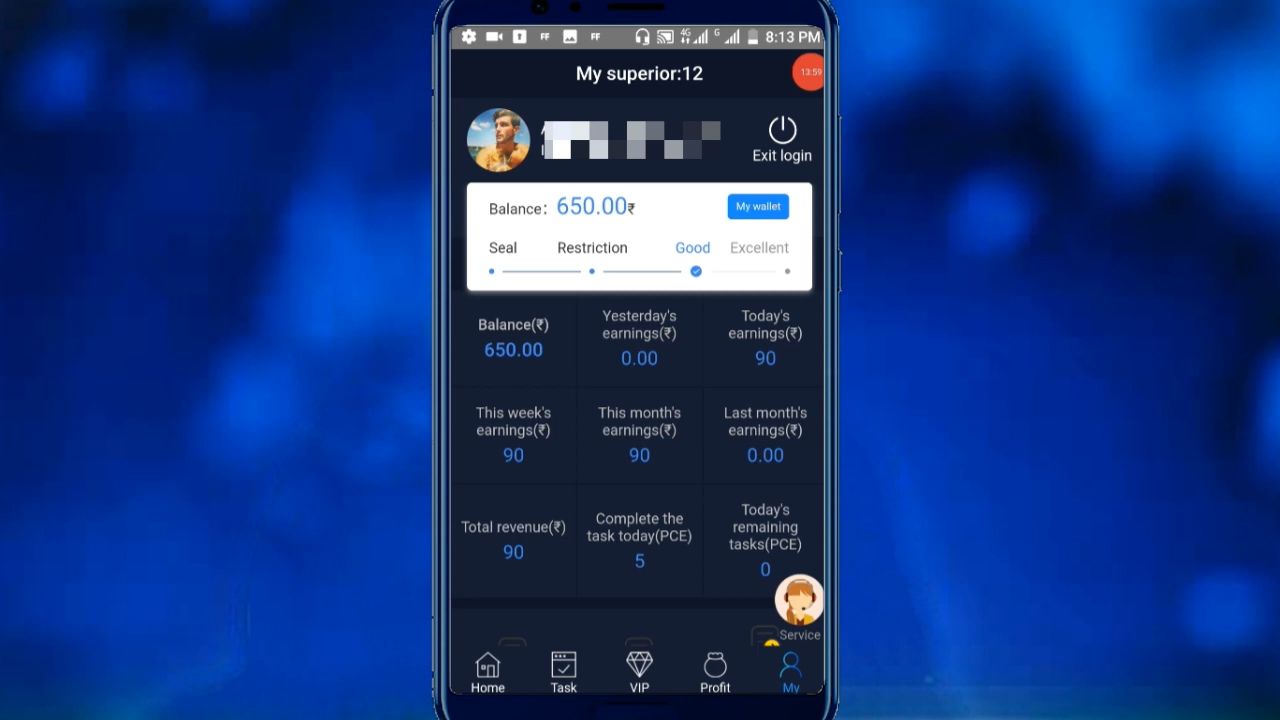 FF FF 4G G 8:13 PM
My superior:12
13:59
Exit login
Balance: 650.00₹
My wallet
Seal Restriction Good Excellent
Balance(₹)
650.00
Yesterday's
earnings(₹)
0.00
Today's
earnings(₹)
90
This week's
earnings(₹)
90
This month's
earnings(₹)
90
Last month's
earnings(₹)
0.00
Total revenue(₹)
90
Complete the
task today(PCE)
5
Today's
remaining
tasks(PCE)
0
Service
Home Task VIP Profit My